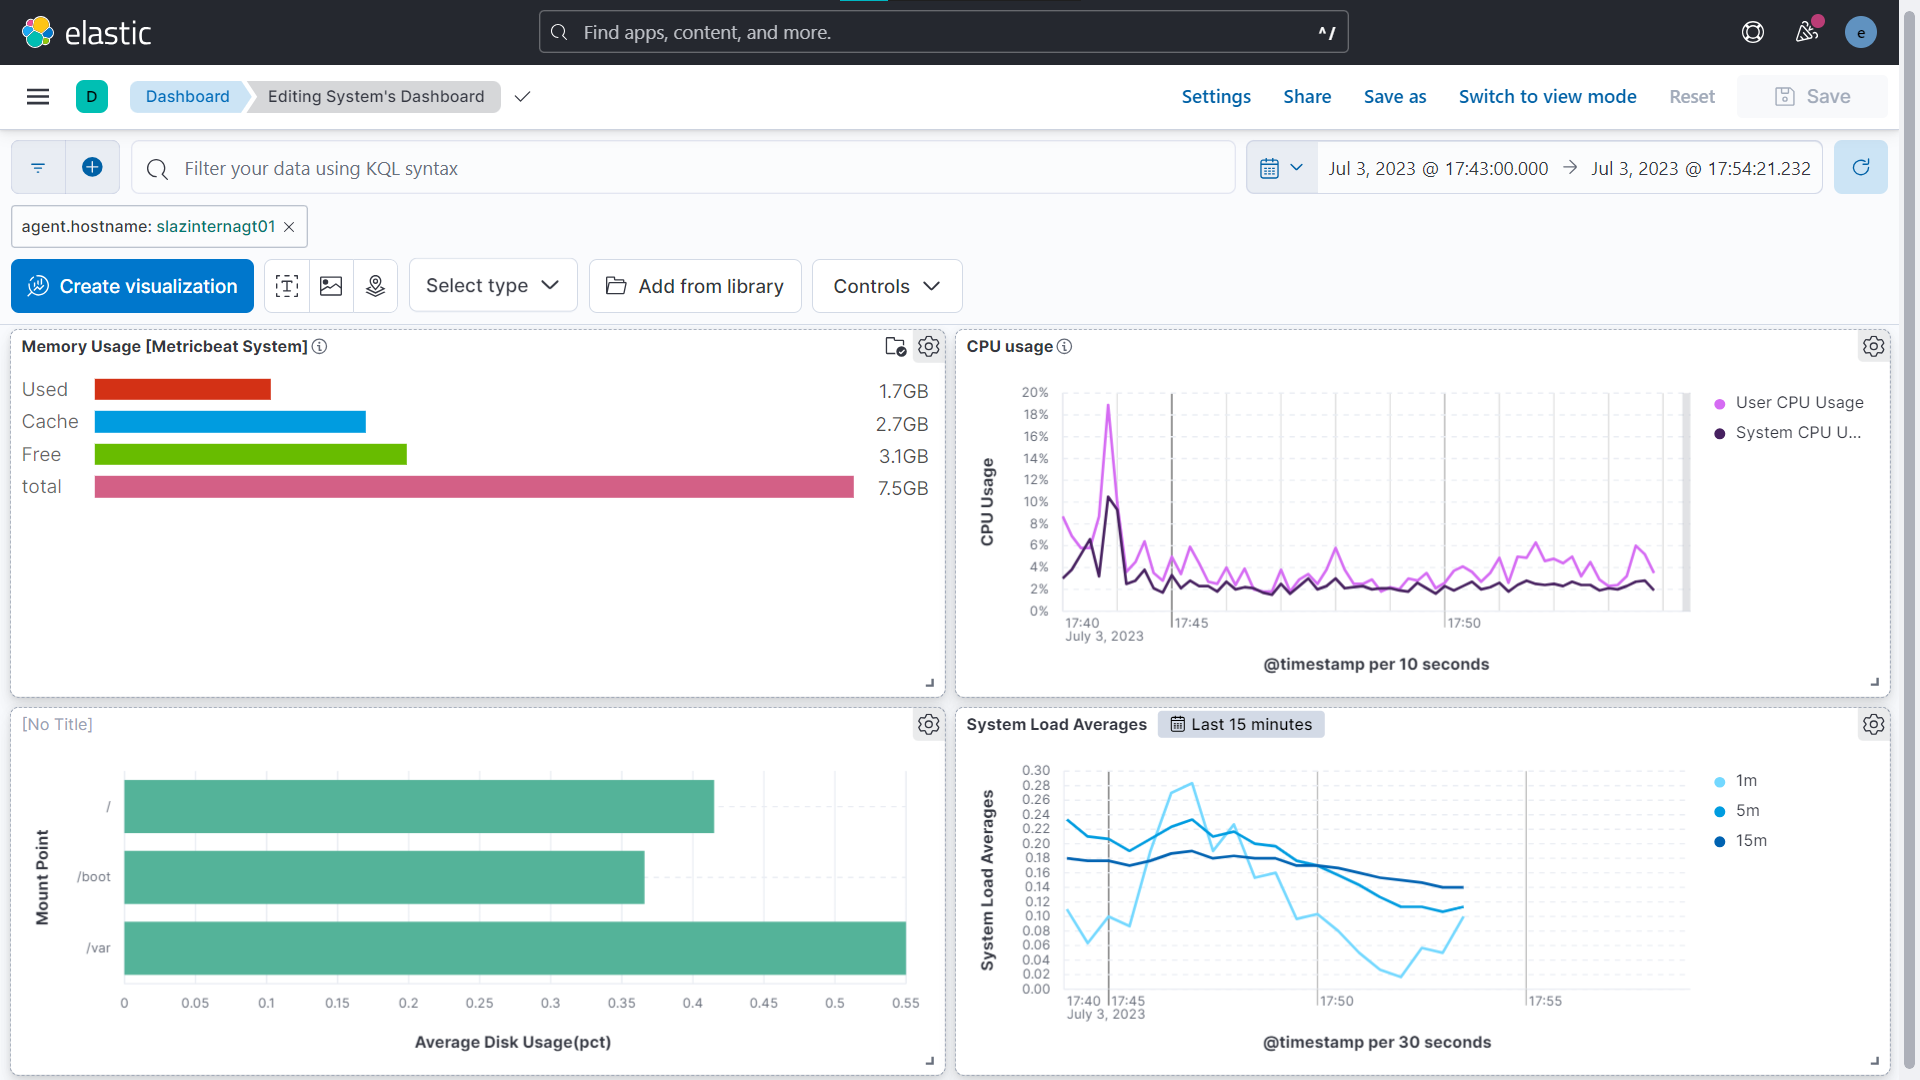 elastic
Find apps, content, and more.
^/
e
D
Dashboard
Editing System's Dashboard
Settings
Share
Save as
Switch to view mode
Reset
Save
Filter your data using KQL syntax
Jul 3, 2023 @ 17:43:00.000 → Jul 3, 2023 @ 17:54:21.232
agent.hostname: slazinternagt01 ×
Create visualization
Select type
Add from library
Controls
Memory Usage [Metricbeat System]
Used 1.7GB
Cache 2.7GB
Free 3.1GB
total 7.5GB
CPU usage
CPU Usage
20%
18%
16%
14%
12%
10%
8%
6%
4%
2%
0%
17:40 17:45 17:50
July 3, 2023
@timestamp per 10 seconds
User CPU Usage
System CPU U...
[No Title]
Mount Point
/
/boot
/var
0 0.05 0.1 0.15 0.2 0.25 0.3 0.35 0.4 0.45 0.5 0.55
Average Disk Usage(pct)
System Load Averages
Last 15 minutes
System Load Averages
0.30
0.28
0.26
0.24
0.22
0.20
0.18
0.16
0.14
0.12
0.10
0.08
0.06
0.04
0.02
0.00
17:40 17:45 17:50 17:55
July 3, 2023
@timestamp per 30 seconds
1m
5m
15m